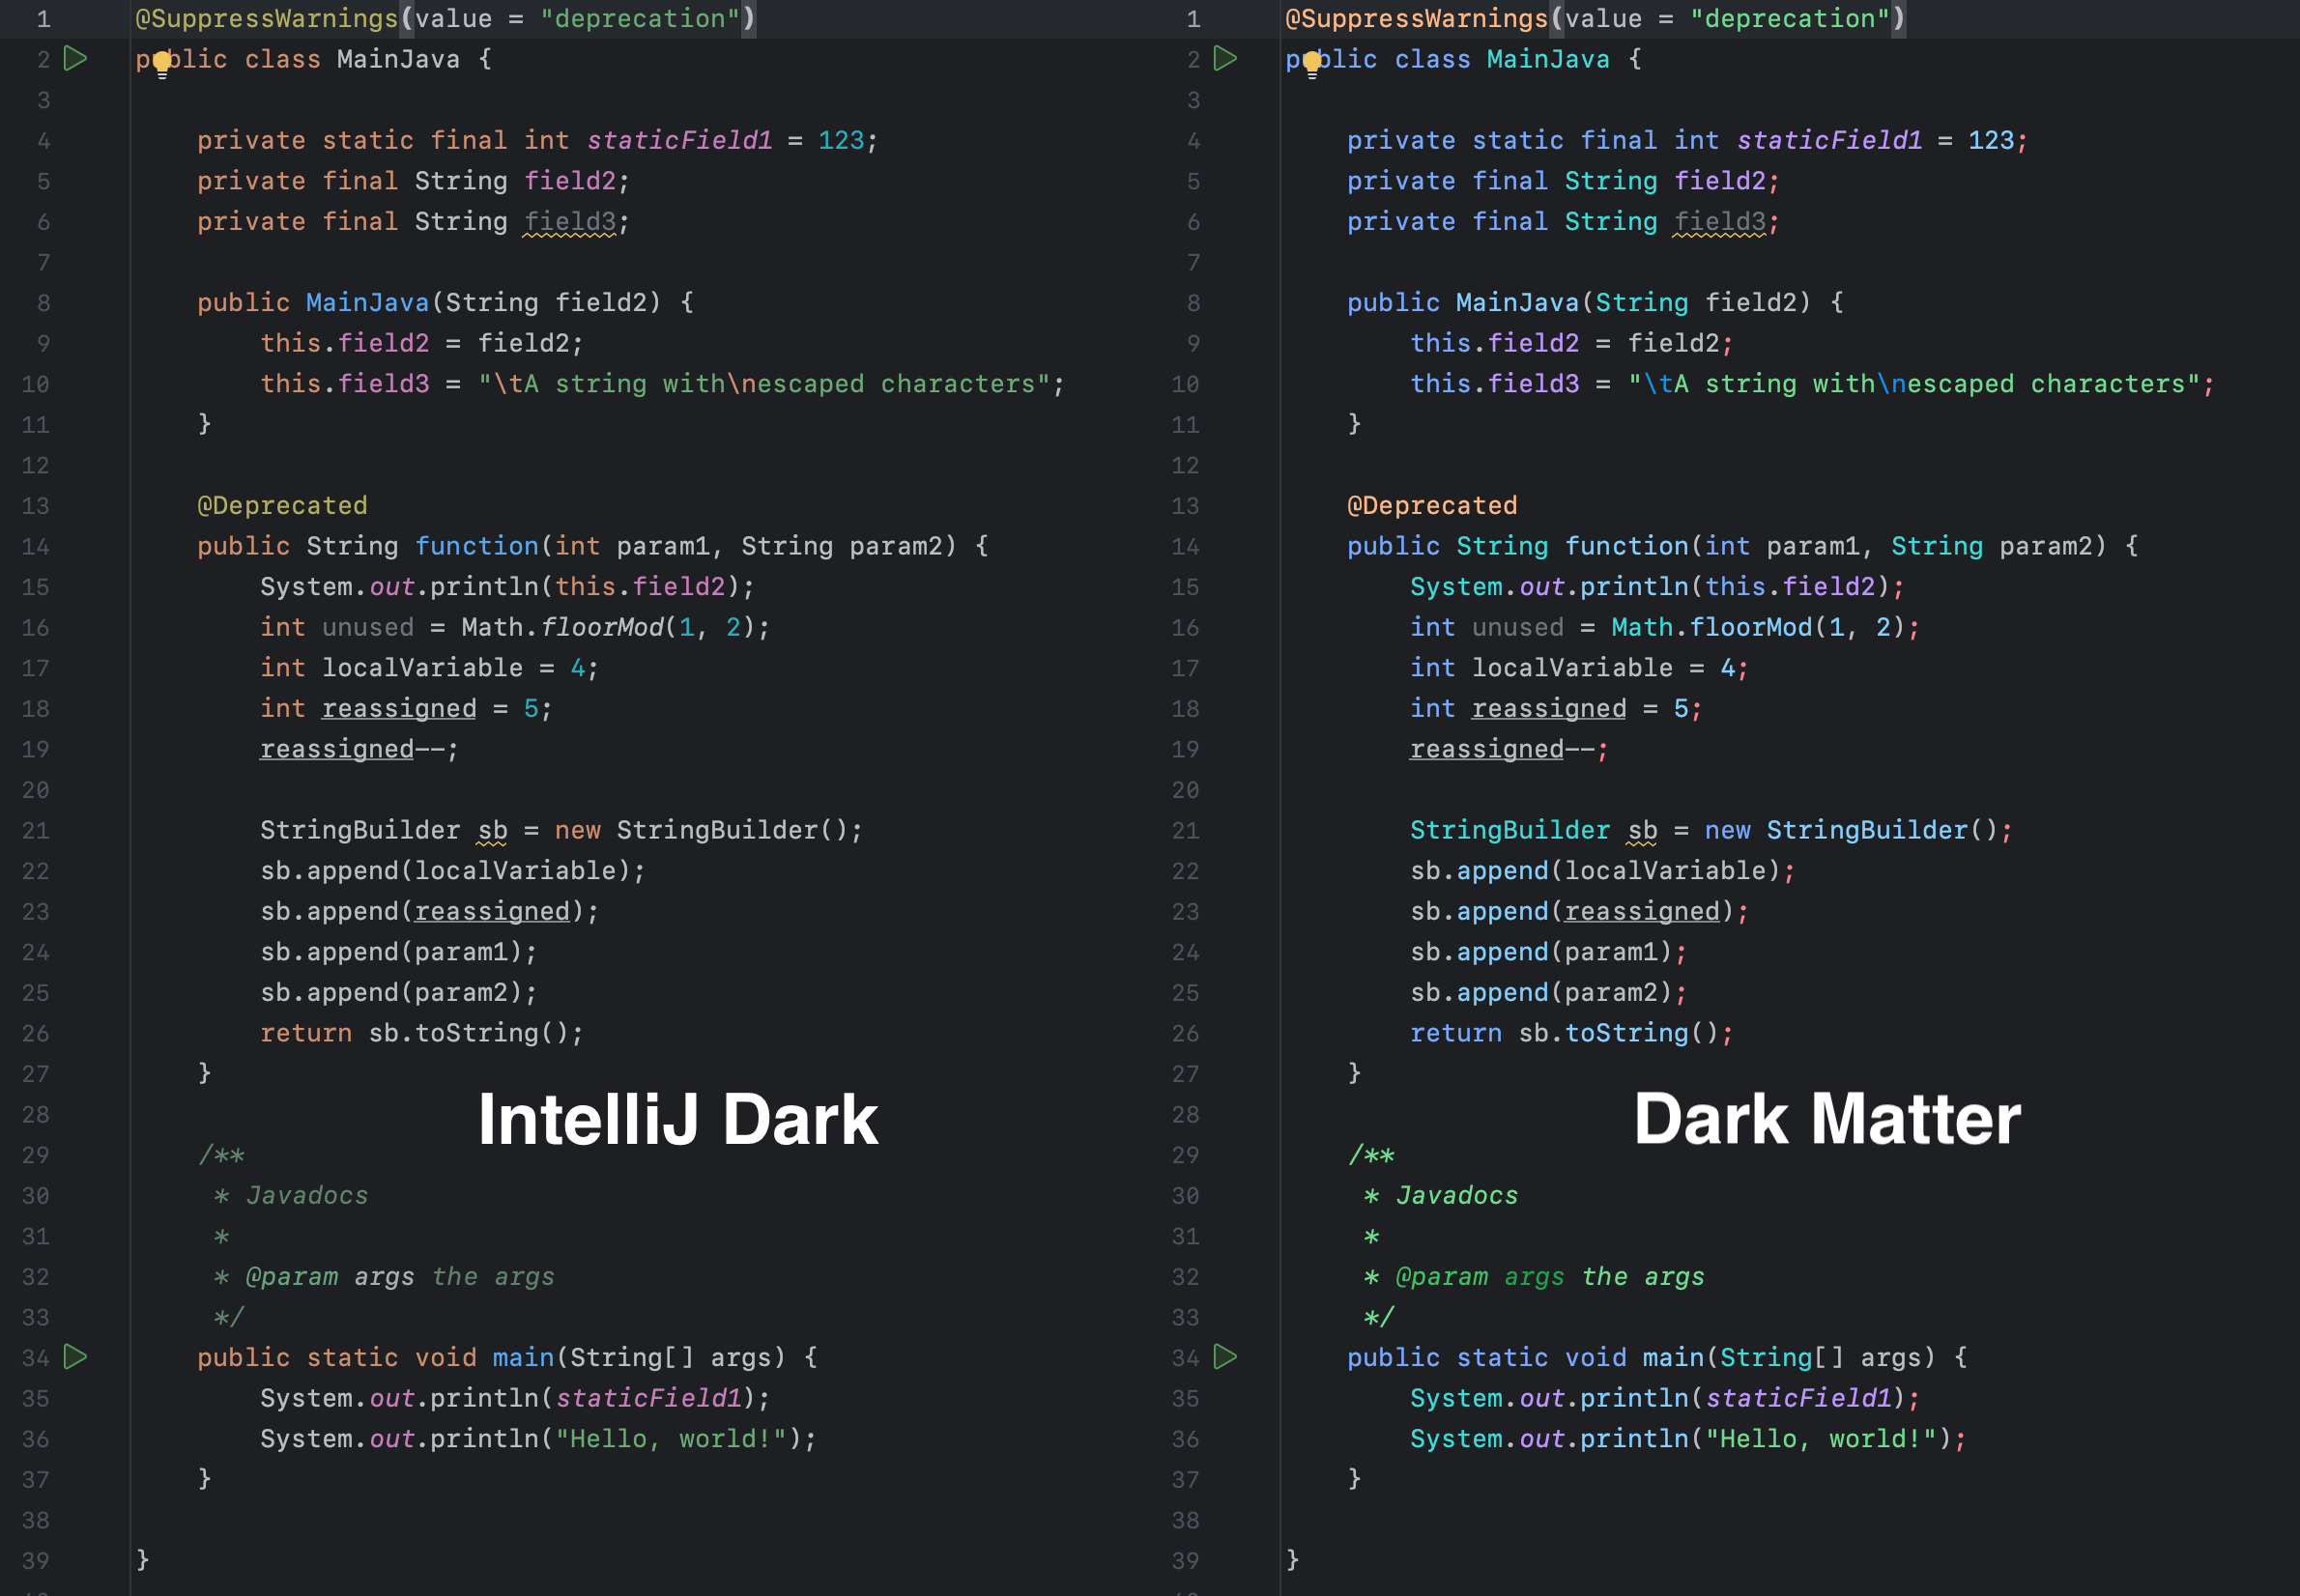 1 @SuppressWarnings(value = "deprecation")
2 public class MainJava {
3
4 private static final int staticField1 = 123;
5 private final String field2;
6 private final String field3;
7
8 public MainJava(String field2) {
9 this.field2 = field2;
10 this.field3 = "\tA string with\nescaped characters";
11 }
12
13 @Deprecated
14 public String function(int param1, String param2) {
15 System.out.println(this.field2);
16 int unused = Math.floorMod(1, 2);
17 int localVariable = 4;
18 int reassigned = 5;
19 reassigned--;
20
21 StringBuilder sb = new StringBuilder();
22 sb.append(localVariable);
23 sb.append(reassigned);
24 sb.append(param1);
25 sb.append(param2);
26 return sb.toString();
27 }
28
IntelliJ Dark
29 /**
30 * Javadocs
31 *
32 * @param args the args
33 */
34 public static void main(String[] args) {
35 System.out.println(staticField1);
36 System.out.println("Hello, world!");
37 }
38
39 }
1 @SuppressWarnings(value = "deprecation")
2 public class MainJava {
3
4 private static final int staticField1 = 123;
5 private final String field2;
6 private final String field3;
7
8 public MainJava(String field2) {
9 this.field2 = field2;
10 this.field3 = "\tA string with\nescaped characters";
11 }
12
13 @Deprecated
14 public String function(int param1, String param2) {
15 System.out.println(this.field2);
16 int unused = Math.floorMod(1, 2);
17 int localVariable = 4;
18 int reassigned = 5;
19 reassigned--;
20
21 StringBuilder sb = new StringBuilder();
22 sb.append(localVariable);
23 sb.append(reassigned);
24 sb.append(param1);
25 sb.append(param2);
26 return sb.toString();
27 }
28
Dark Matter
29 /**
30 * Javadocs
31 *
32 * @param args the args
33 */
34 public static void main(String[] args) {
35 System.out.println(staticField1);
36 System.out.println("Hello, world!");
37 }
38
39 }